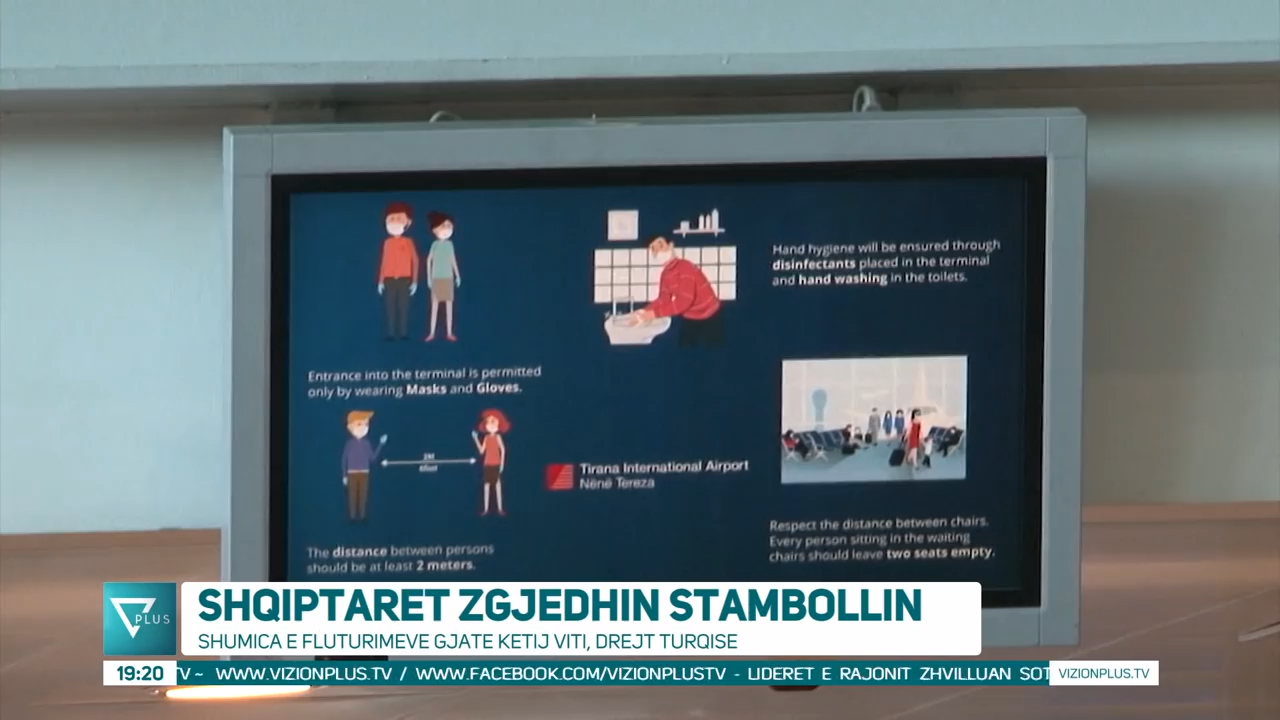 Hand hygiene will be ensured through
disinfectants placed in the terminal
and hand washing in the toilets.
Entrance into the terminal is permitted
only by wearing Masks and Gloves.
Tirana International Airport
Nënë Tereza
The distance between persons
should be at least 2 meters.
Respect the distance between chairs.
Every person sitting in the waiting
chairs should leave two seats empty.
PLUS
SHQIPTARET ZGJEDHIN STAMBOLLIN
SHUMICA E FLUTURIMEVE GJATE KETIJ VITI, DREJT TURQISE
19:20
TV ~ WWW.VIZIONPLUS.TV / WWW.FACEBOOK.COM/VIZIONPLUSTV - LIDERET E RAJONIT ZHVILLUAN SOT
VIZIONPLUS.TV